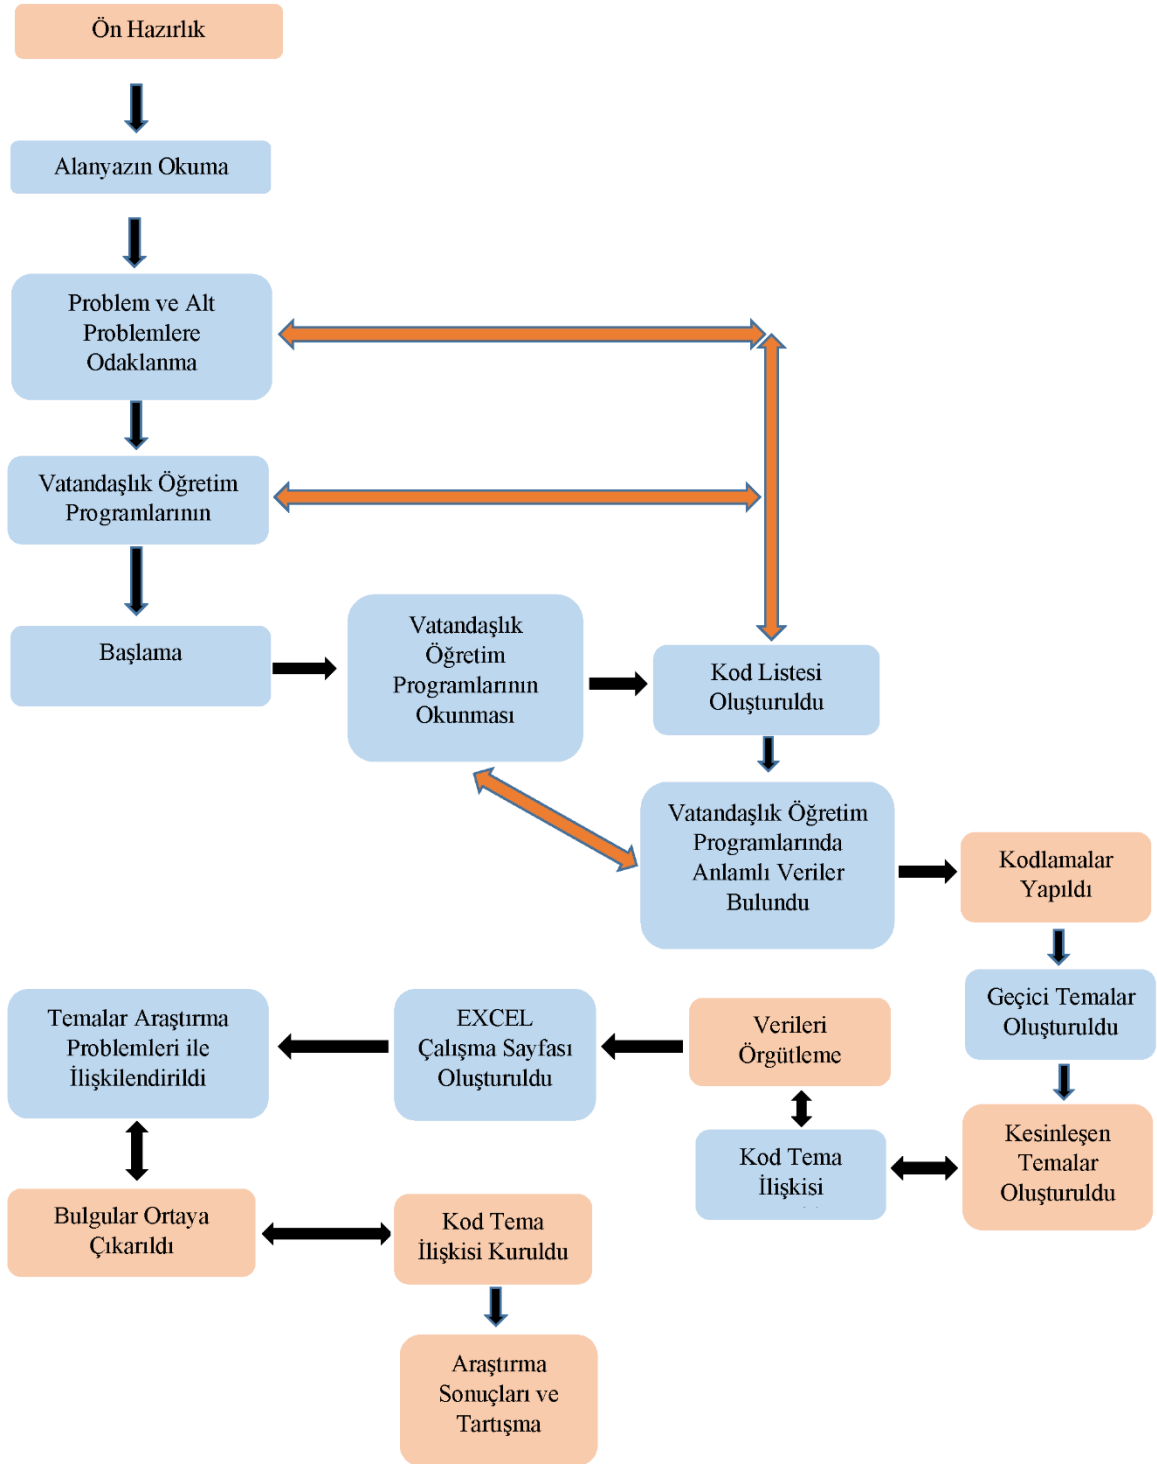 Ön Hazırlık
Alanyazın Okuma
Problem ve Alt
Problemlere
Odaklanma
Vatandaşlık Öğretim
Programlarının
Başlama
Vatandaşlık
Öğretim
Programlarının
Okunması
Kod Listesi
Oluşturuldu
Vatandaşlık Öğretim
Programlarında
Anlamlı Veriler
Bulundu
Kodlamalar
Yapıldı
Geçici Temalar
Oluşturuldu
Kesinleşen
Temalar
Oluşturuldu
Kod Tema
İlişkisi
Verileri
Örgütleme
EXCEL
Çalışma Sayfası
Oluşturuldu
Temalar Araştırma
Problemleri ile
İlişkilendirildi
Bulgular Ortaya
Çıkarıldı
Kod Tema
İlişkisi Kuruldu
Araştırma
Sonuçları ve
Tartışma